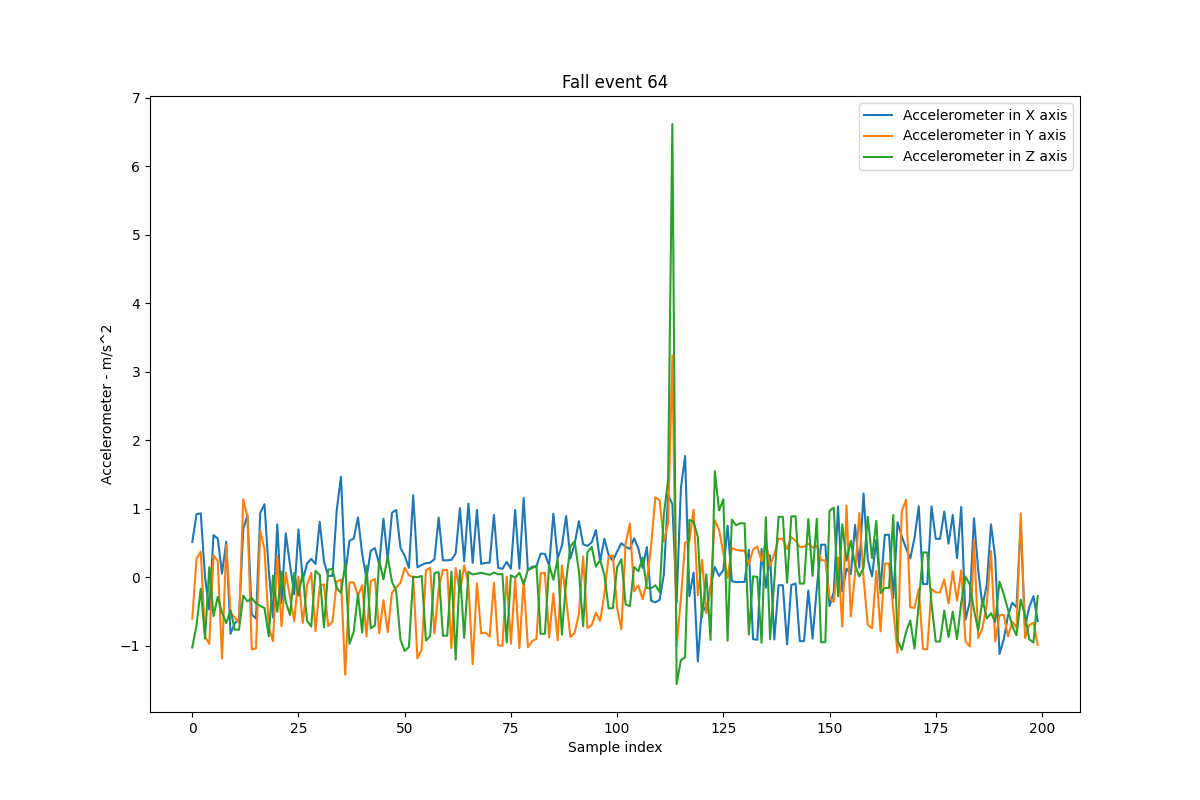 Fall event 64
7
6
5
4
3
2
1
0
−1
Accelerometer - m/s^2
Accelerometer in X axis
Accelerometer in Y axis
Accelerometer in Z axis
0 25 50 75 100 125 150 175 200
Sample index